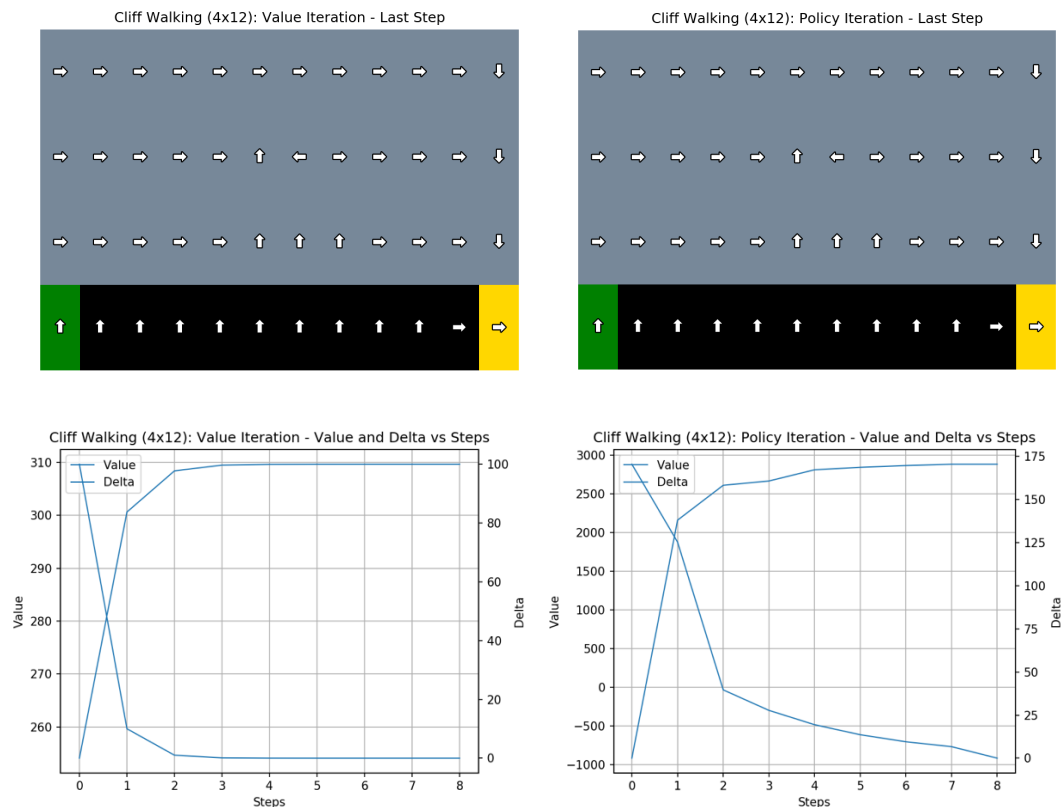 Cliff Walking (4x12): Value Iteration - Last Step
Cliff Walking (4x12): Policy Iteration - Last Step
Cliff Walking (4x12): Value Iteration - Value and Delta vs Steps
Value
Delta
310
300
290
280
270
260
Value
100
80
60
40
20
0
Delta
0 1 2 3 4 5 6 7 8
Steps
Cliff Walking (4x12): Policy Iteration - Value and Delta vs Steps
Value
Delta
3000
2500
2000
1500
1000
500
0
−500
−1000
Value
175
150
125
100
75
50
25
0
Delta
0 1 2 3 4 5 6 7 8
Steps